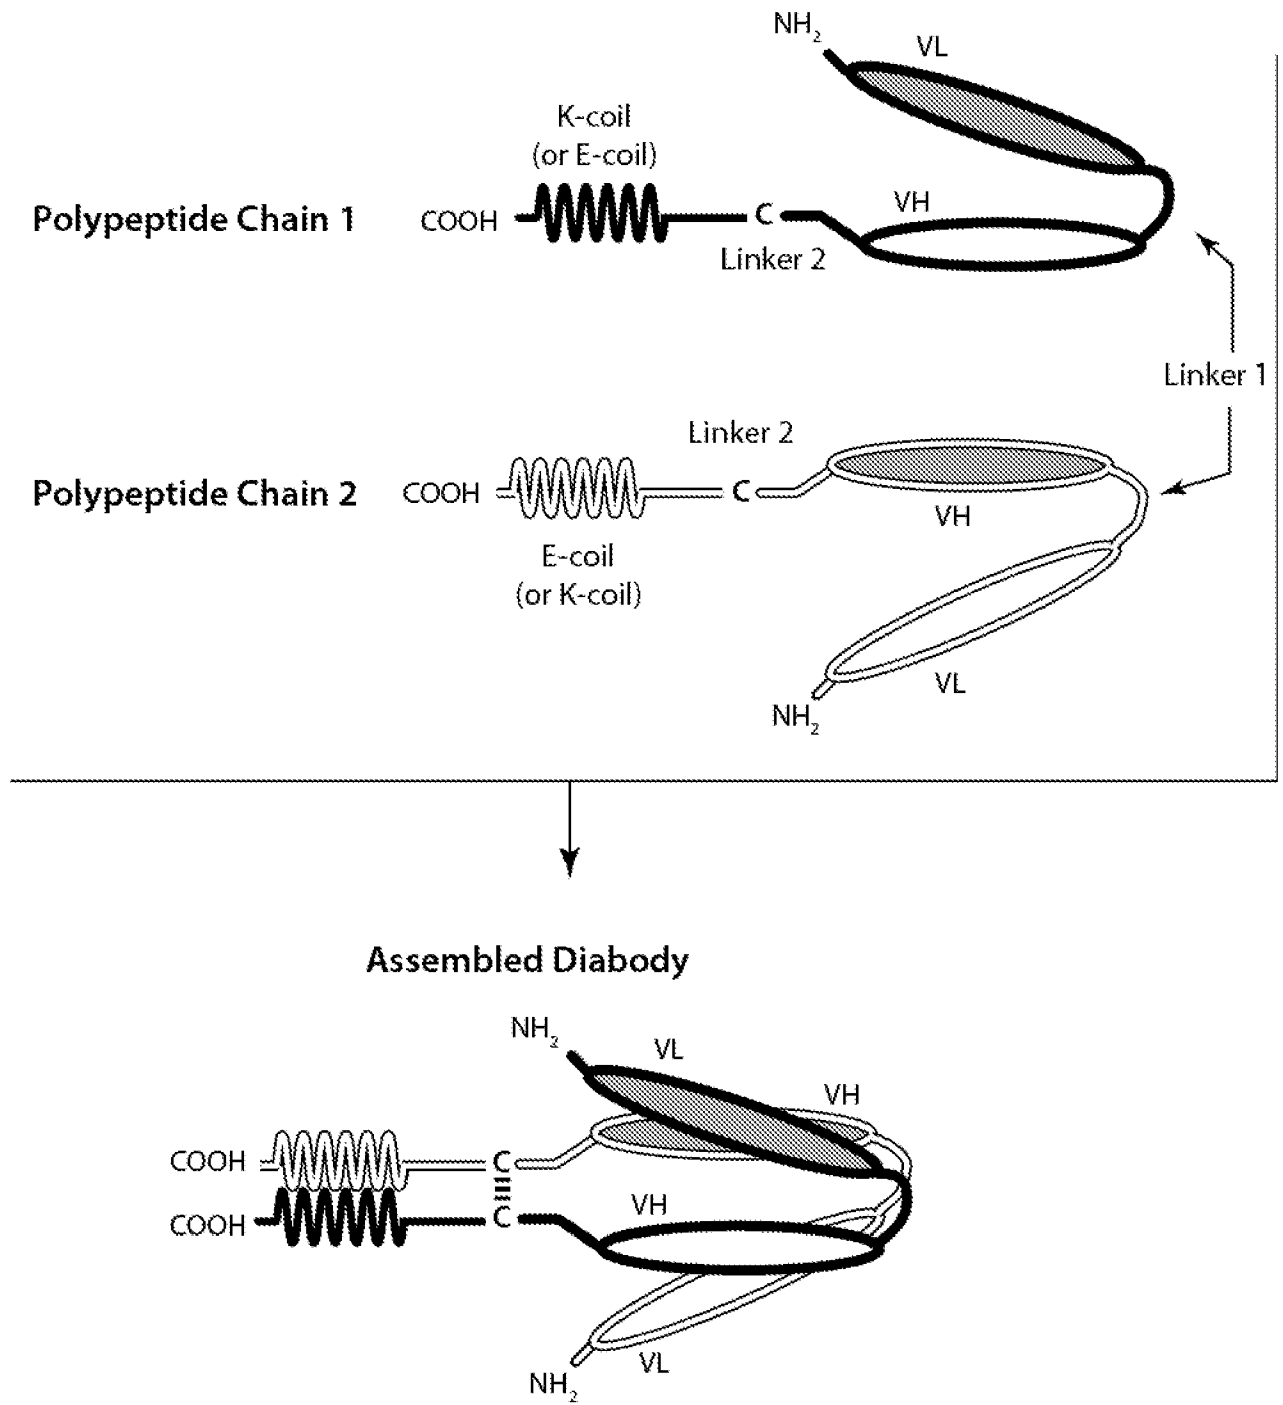 NH2
VL
K-coil
(or E-coil)
Polypeptide Chain 1
COOH
C
VH
Linker 2
Linker 1
Linker 2
Polypeptide Chain 2
COOH
C
VH
E-coil
(or K-coil)
VL
NH2
Assembled Diabody
NH2
VL
VH
COOH
C
COOH
C
VH
VL
NH2